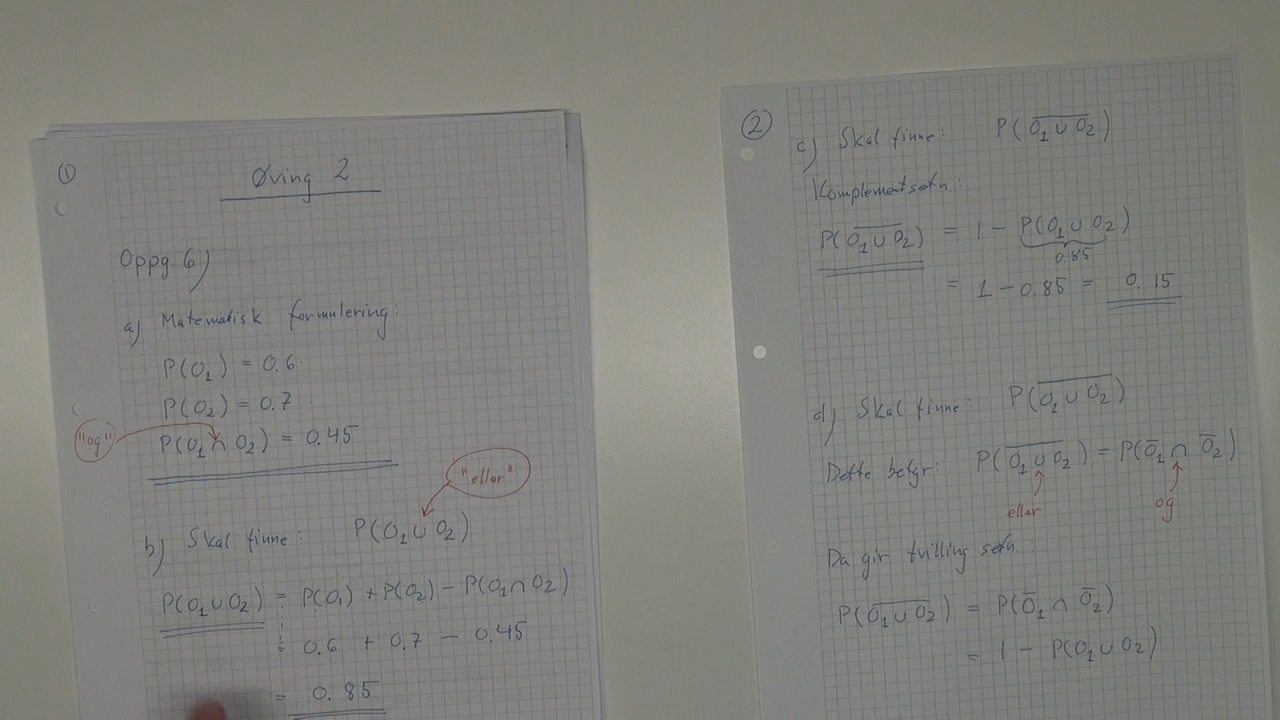 ①
Øving 2
Oppg 6)
a) Matematisk formulering:
P(O₁) = 0.6
P(O₂) = 0.7
"og" P(O₁ ∩ O₂) = 0.45
"eller"
b) Skal finne: P(O₁ ∪ O₂)
P(O₁ ∪ O₂) = P(O₁) + P(O₂) − P(O₁ ∩ O₂)
= 0.6 + 0.7 − 0.45
= 0.85
②
c) Skal finne: P(O̅₁̅ ̅∪̅ ̅O̅₂̅)
Komplementsetn.:
P(O̅₁̅ ̅∪̅ ̅O̅₂̅) = 1 − P(O₁ ∪ O₂)
0.85
= 1 − 0.85 = 0.15
d) Skal finne: P(O̅₁̅ ̅∪̅ ̅O̅₂̅)
Dette betyr: P(O̅₁̅ ̅∪̅ ̅O̅₂̅) = P(O̅₁ ∩ O̅₂)
eller og
Da gir tvilling setn.:
P(O̅₁̅ ̅∪̅ ̅O̅₂̅) = P(O̅₁ ∩ O̅₂)
= 1 − P(O₁ ∪ O₂)